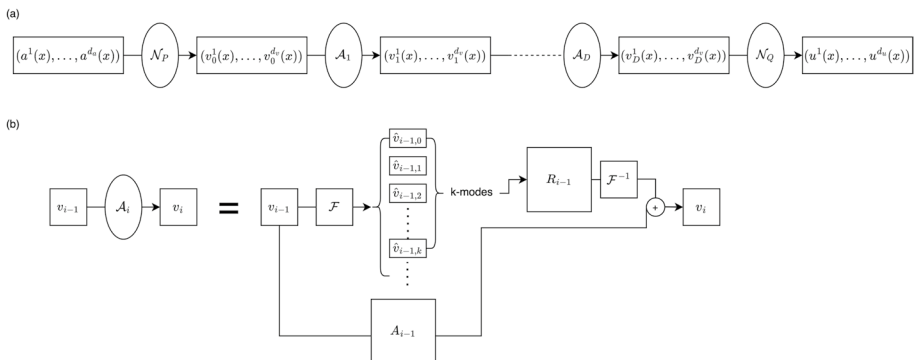 (a)
(a¹(x), . . . , a^{d_a}(x)) 𝒩_P (v₀¹(x), . . . , v₀^{d_v}(x)) 𝒜₁ (v₁¹(x), . . . , v₁^{d_v}(x)) 𝒜_D (v_D¹(x), . . . , v_D^{d_v}(x)) 𝒩_Q (u¹(x), . . . , u^{d_u}(x))
(b)
v̂_{i−1,0}
v̂_{i−1,1}
v̂_{i−1,2}
v̂_{i−1,k}
v_{i−1} 𝒜_i v_i = v_{i−1} ℱ k-modes R_{i−1} ℱ^{−1} + v_i
A_{i−1}